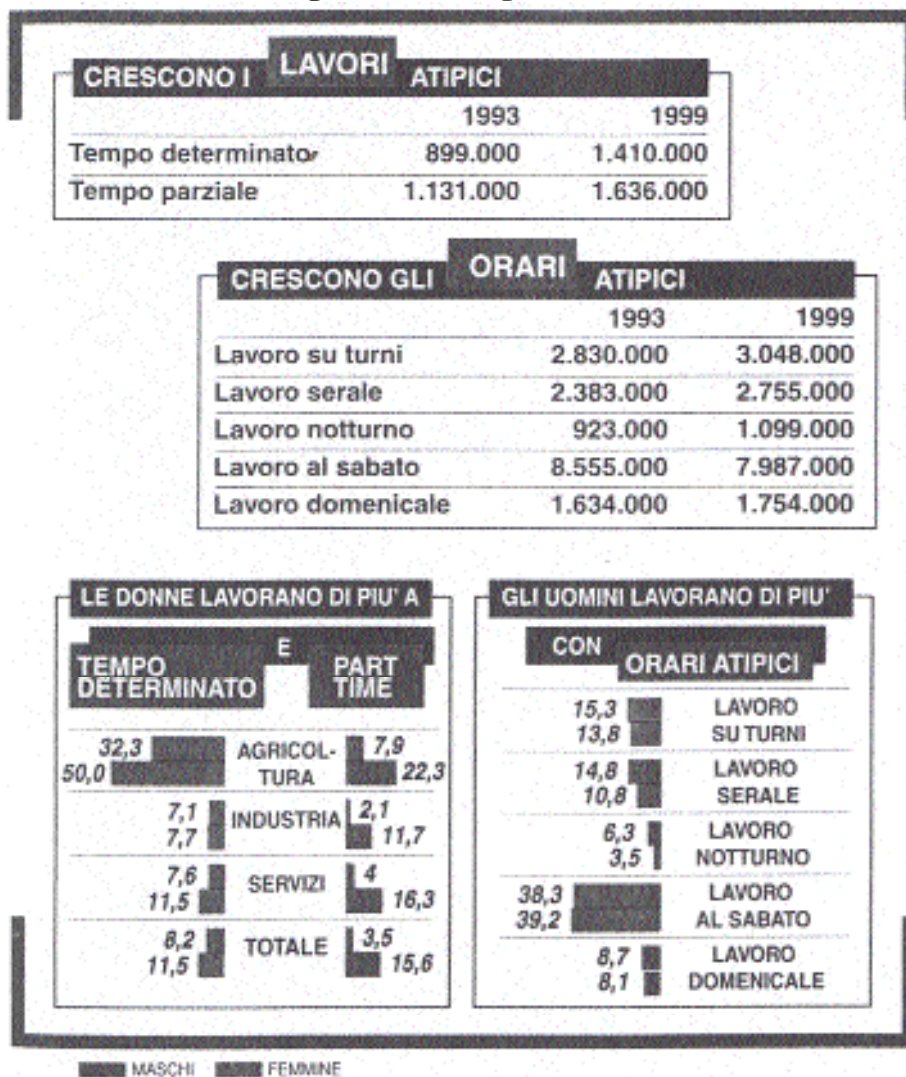 CRESCONO I LAVORI ATIPICI
1993 1999
Tempo determinato 899.000 1.410.000
Tempo parziale 1.131.000 1.636.000
CRESCONO GLI ORARI ATIPICI
1993 1999
Lavoro su turni 2.830.000 3.048.000
Lavoro serale 2.383.000 2.755.000
Lavoro notturno 923.000 1.099.000
Lavoro al sabato 8.555.000 7.987.000
Lavoro domenicale 1.634.000 1.754.000
LE DONNE LAVORANO DI PIU' A
TEMPO DETERMINATO E PART TIME
32,3 AGRICOL- 7,9
50,0 TURA 22,3
7,1 INDUSTRIA 2,1
7,7 11,7
7,6 SERVIZI 4
11,5 16,3
8,2 TOTALE 3,5
11,5 15,6
GLI UOMINI LAVORANO DI PIU'
CON ORARI ATIPICI
15,3 LAVORO
13,8 SU TURNI
14,8 LAVORO
10,8 SERALE
6,3 LAVORO
3,5 NOTTURNO
38,3 LAVORO
39,2 AL SABATO
8,7 LAVORO
8,1 DOMENICALE
MASCHI FEMMINE